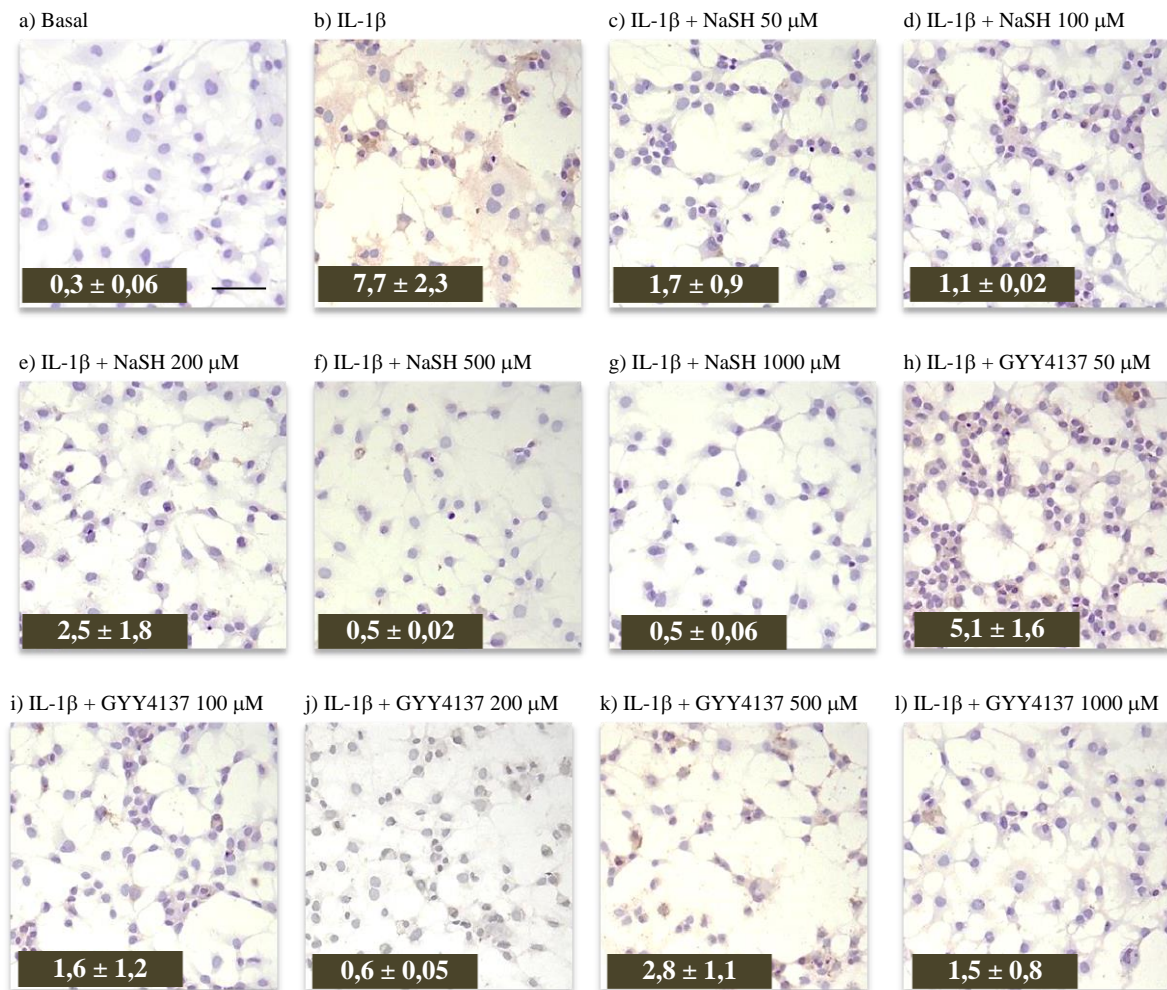 a) Basal
b) IL-1β
c) IL-1β + NaSH 50 μM
d) IL-1β + NaSH 100 μM
0,3 ± 0,06
7,7 ± 2,3
1,7 ± 0,9
1,1 ± 0,02
e) IL-1β + NaSH 200 μM
f) IL-1β + NaSH 500 μM
g) IL-1β + NaSH 1000 μM
h) IL-1β + GYY4137 50 μM
2,5 ± 1,8
0,5 ± 0,02
0,5 ± 0,06
5,1 ± 1,6
i) IL-1β + GYY4137 100 μM
j) IL-1β + GYY4137 200 μM
k) IL-1β + GYY4137 500 μM
l) IL-1β + GYY4137 1000 μM
1,6 ± 1,2
0,6 ± 0,05
2,8 ± 1,1
1,5 ± 0,8